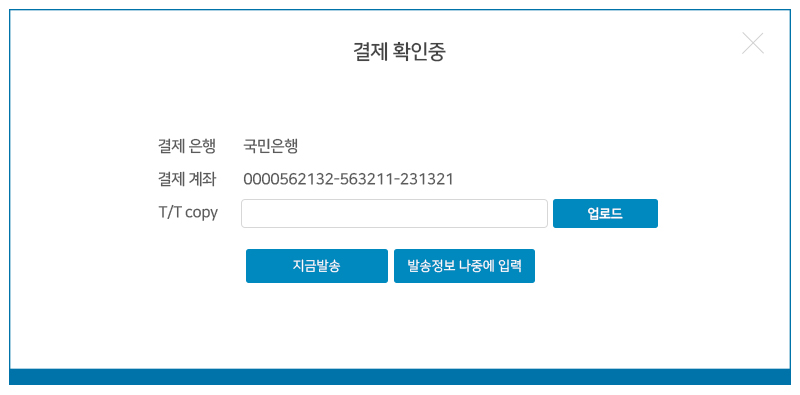 결제 확인중
결제 은행 국민은행
결제 계좌 0000562132-563211-231321
T/T copy 업로드
지금발송 발송정보 나중에 입력